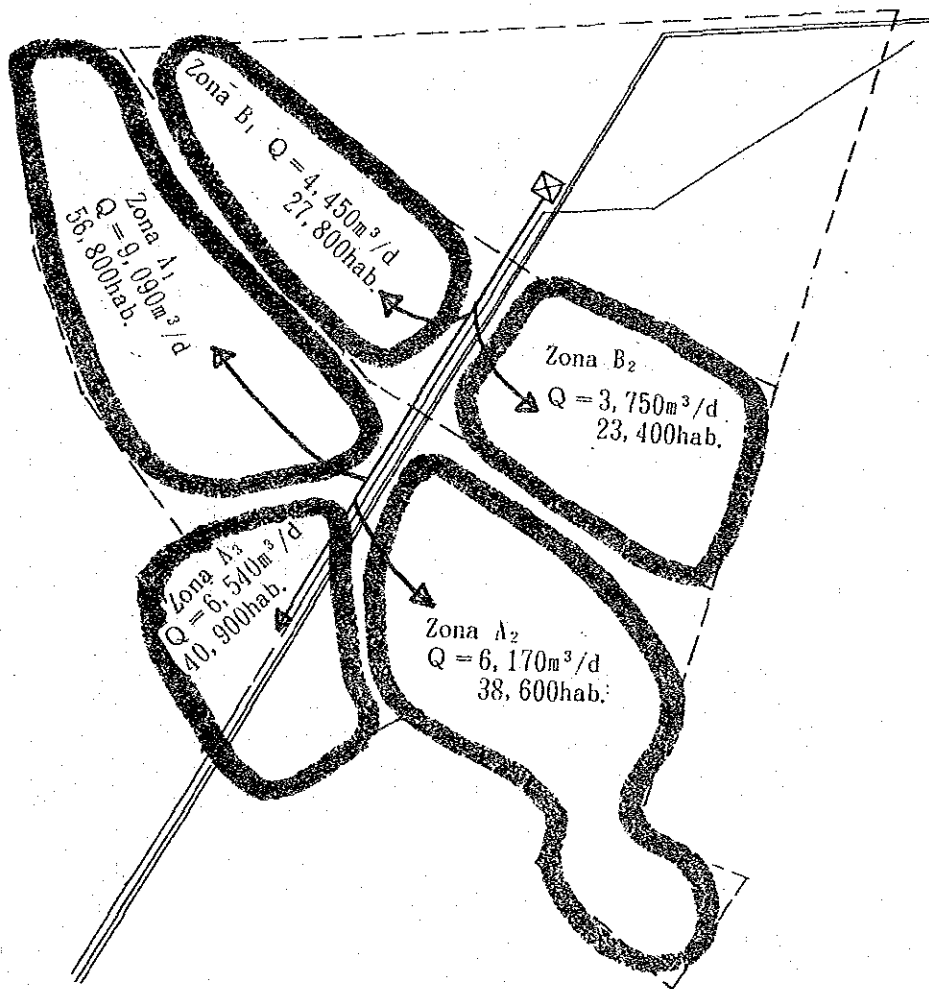 Zona B₁
Q=4,450m³/d
27,800hab.
Zona A₁
Q=9,090m³/d
56,800hab.
Zona B₂
Q=3,750m³/d
23,400hab.
Zona A₃
Q=6,540m³/d
40,900hab.
Zona A₂
Q=6,170m³/d
38,600hab.